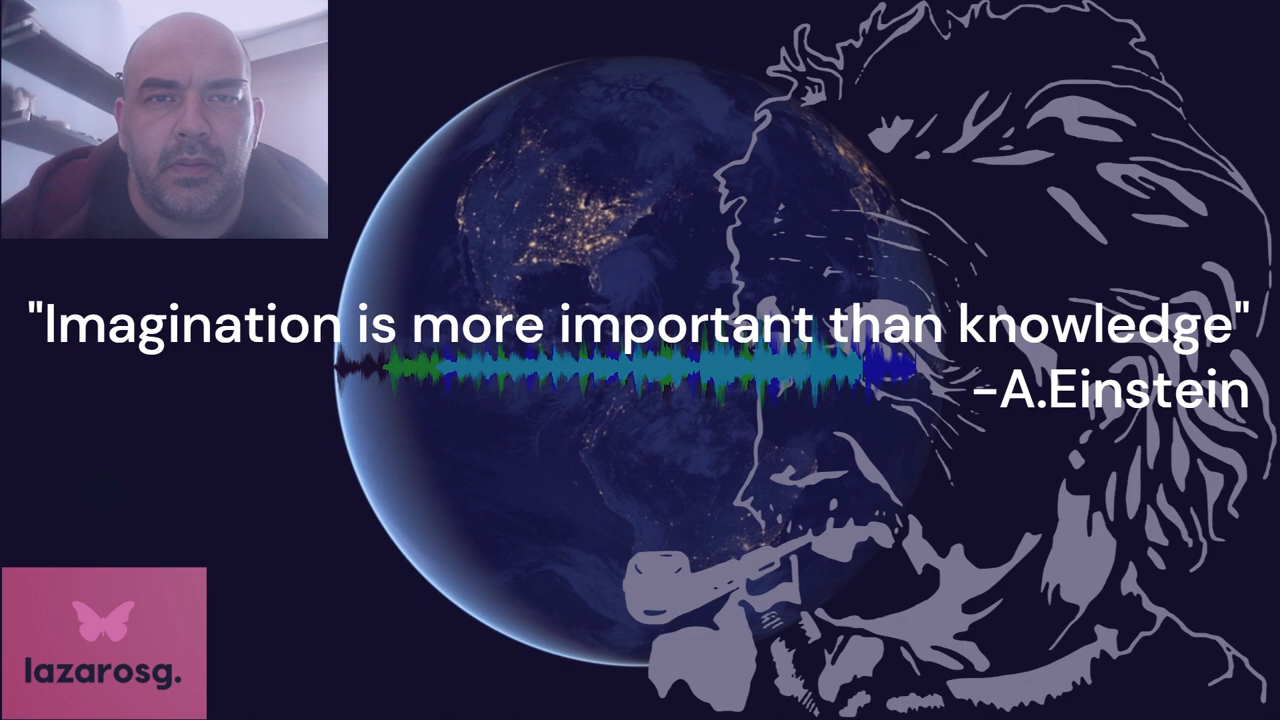 "Imagination is more important than knowledge"
-A.Einstein
lazarosg.